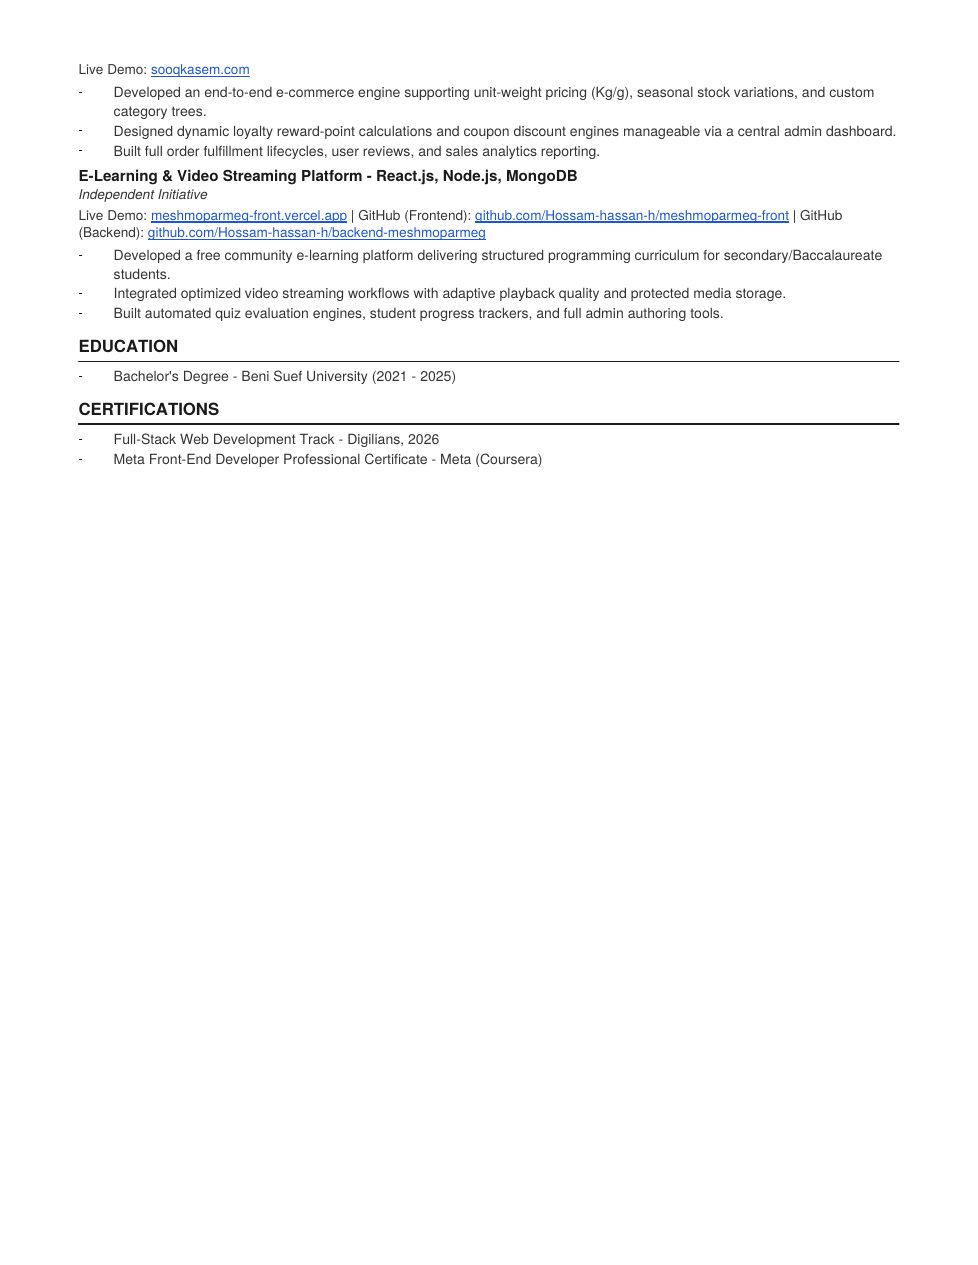 Live Demo: sooqkasem.com
- Developed an end-to-end e-commerce engine supporting unit-weight pricing (Kg/g), seasonal stock variations, and custom
category trees.
- Designed dynamic loyalty reward-point calculations and coupon discount engines manageable via a central admin dashboard.
- Built full order fulfillment lifecycles, user reviews, and sales analytics reporting.
E-Learning & Video Streaming Platform - React.js, Node.js, MongoDB
Independent Initiative
Live Demo: meshmoparmeg-front.vercel.app | GitHub (Frontend): github.com/Hossam-hassan-h/meshmoparmeg-front | GitHub
(Backend): github.com/Hossam-hassan-h/backend-meshmoparmeg
- Developed a free community e-learning platform delivering structured programming curriculum for secondary/Baccalaureate
students.
- Integrated optimized video streaming workflows with adaptive playback quality and protected media storage.
- Built automated quiz evaluation engines, student progress trackers, and full admin authoring tools.
EDUCATION
- Bachelor's Degree - Beni Suef University (2021 - 2025)
CERTIFICATIONS
- Full-Stack Web Development Track - Digilians, 2026
- Meta Front-End Developer Professional Certificate - Meta (Coursera)